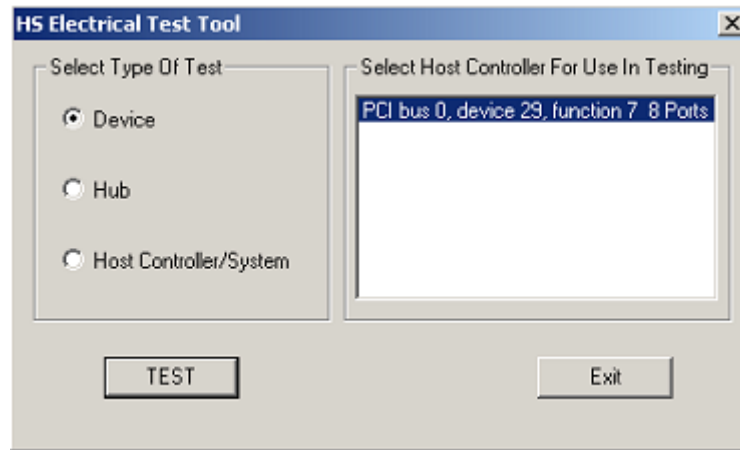 HS Electrical Test Tool
Select Type Of Test
Device
Hub
Host Controller/System
Select Host Controller For Use In Testing
PCI bus 0, device 29, function 7 8 Ports
TEST
Exit